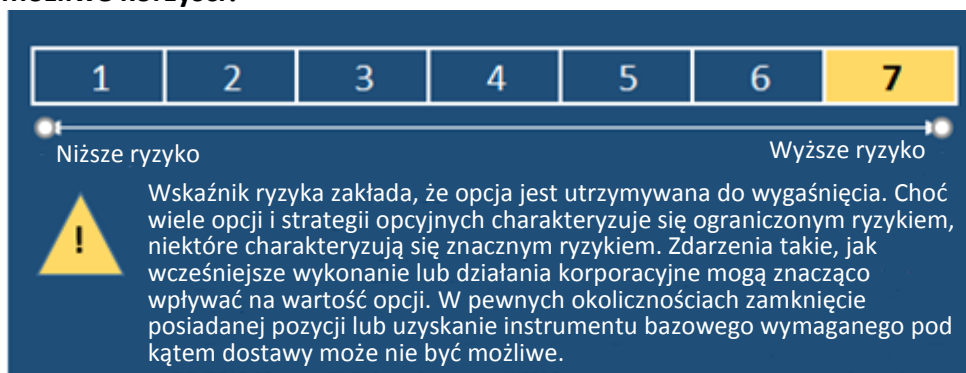 możliwe korzyści?
1 2 3 4 5 6 7
Niższe ryzyko Wyższe ryzyko
Wskaźnik ryzyka zakłada, że opcja jest utrzymywana do wygaśnięcia. Choć
wiele opcji i strategii opcyjnych charakteryzuje się ograniczonym ryzykiem,
! niektóre charakteryzują się znacznym ryzykiem. Zdarzenia takie, jak
wcześniejsze wykonanie lub działania korporacyjne mogą znacząco
wpływać na wartość opcji. W pewnych okolicznościach zamknięcie
posiadanej pozycji lub uzyskanie instrumentu bazowego wymaganego pod
kątem dostawy może nie być możliwe.